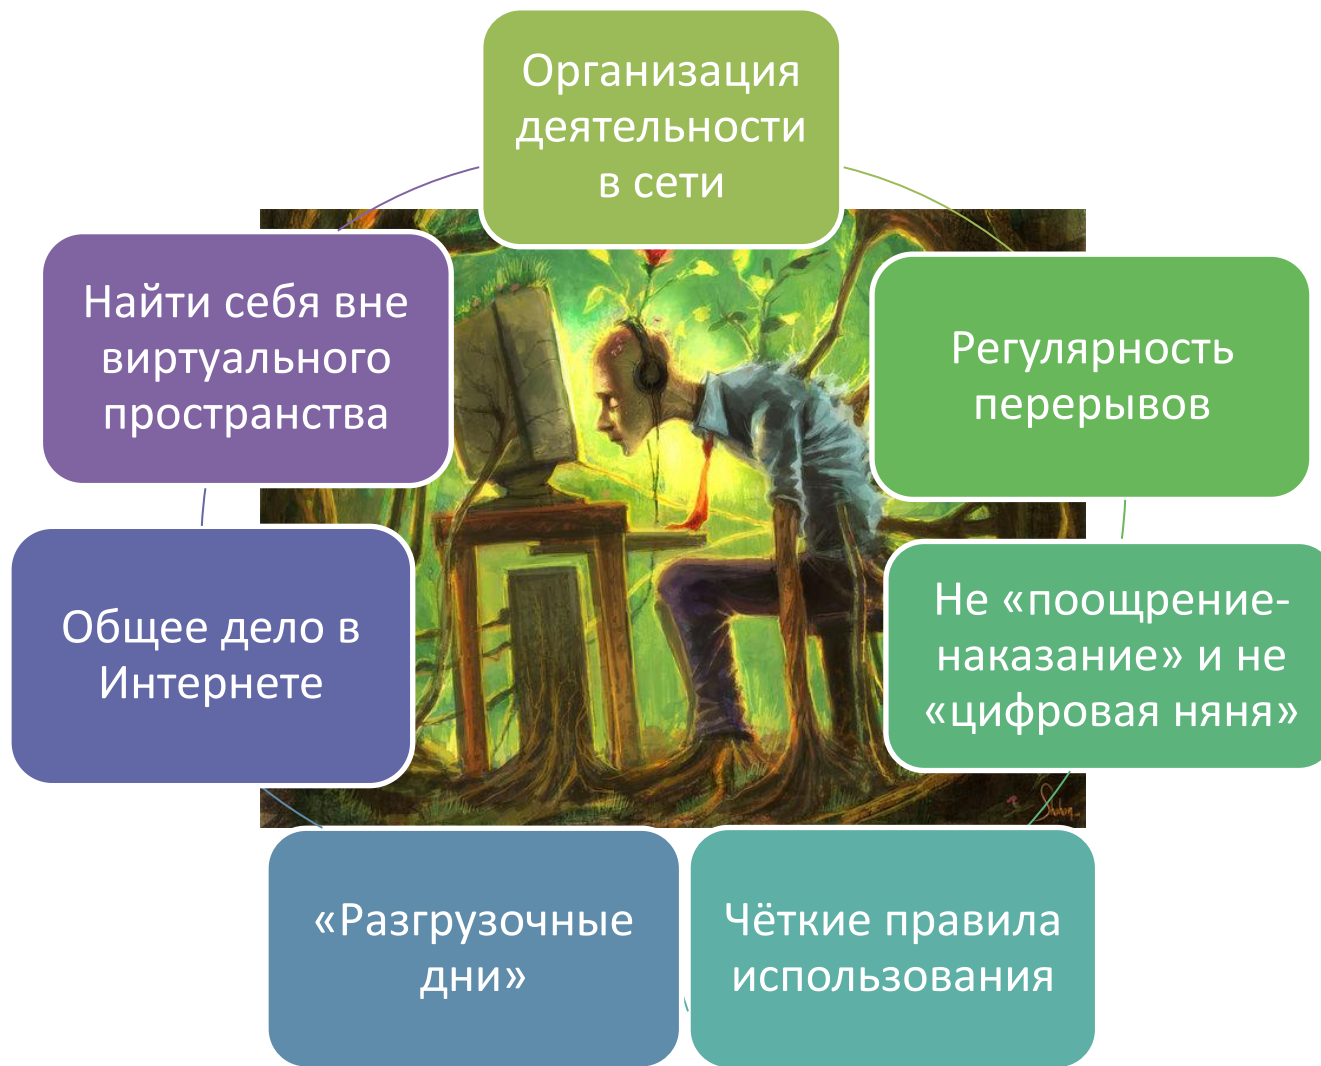 Организация
деятельности
в сети
Регулярность
перерывов
Не «поощрение-
наказание» и не
«цифровая няня»
Чёткие правила
использования
«Разгрузочные
дни»
Общее дело в
Интернете
Найти себя вне
виртуального
пространства